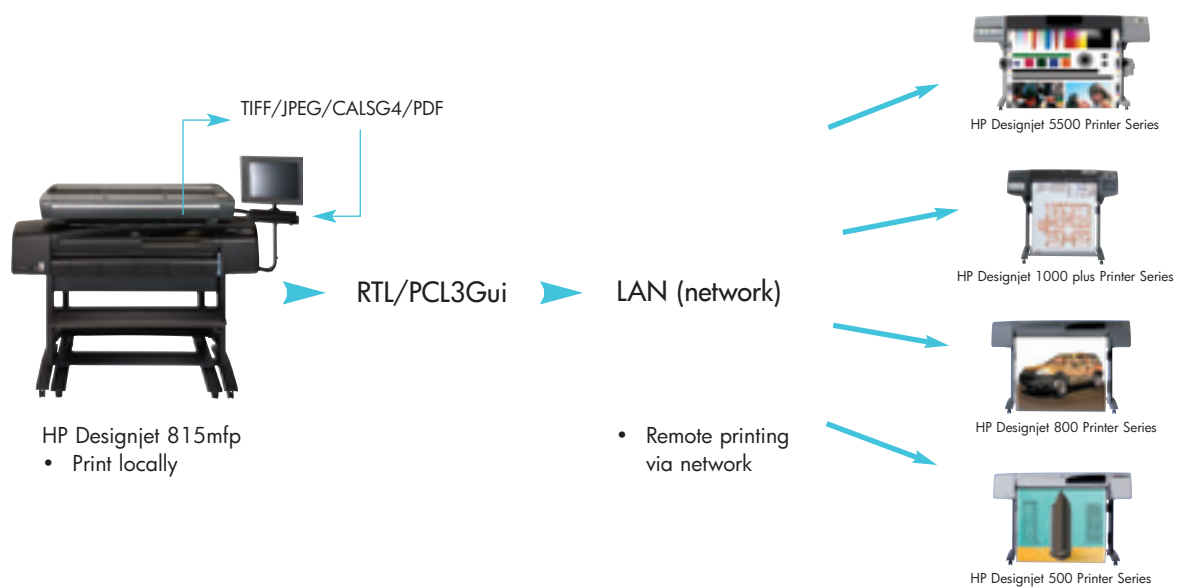 TIFF/JPEG/CALSG4/PDF
RTL/PCL3Gui
LAN (network)
HP Designjet 815mfp
• Print locally
• Remote printing
via network
HP Designjet 5500 Printer Series
HP Designjet 1000 plus Printer Series
HP Designjet 800 Printer Series
HP Designjet 500 Printer Series